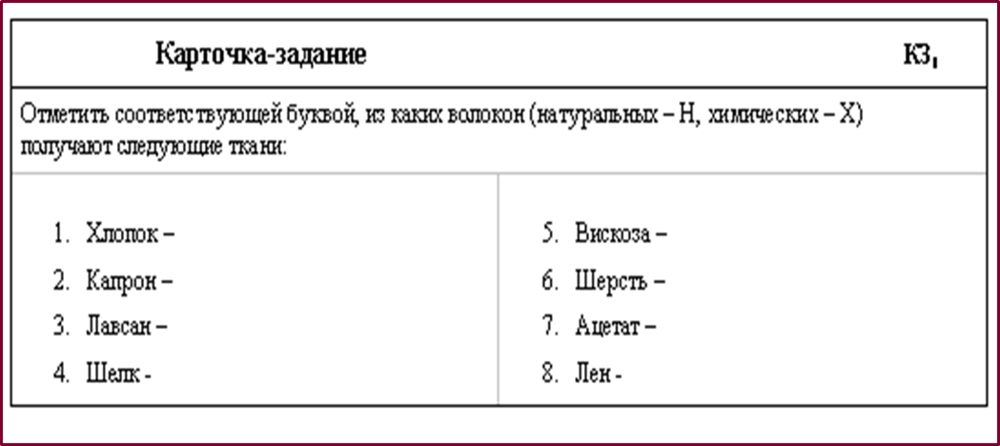 Карточка-задание КЗ₁
Отметить соответствующей буквой, из каких волокон (натуральных – Н, химических – Х)
получают следующие ткани:
1. Хлопок –
2. Капрон –
3. Лавсан –
4. Шелк -
5. Вискоза –
6. Шерсть –
7. Ацетат –
8. Лен -